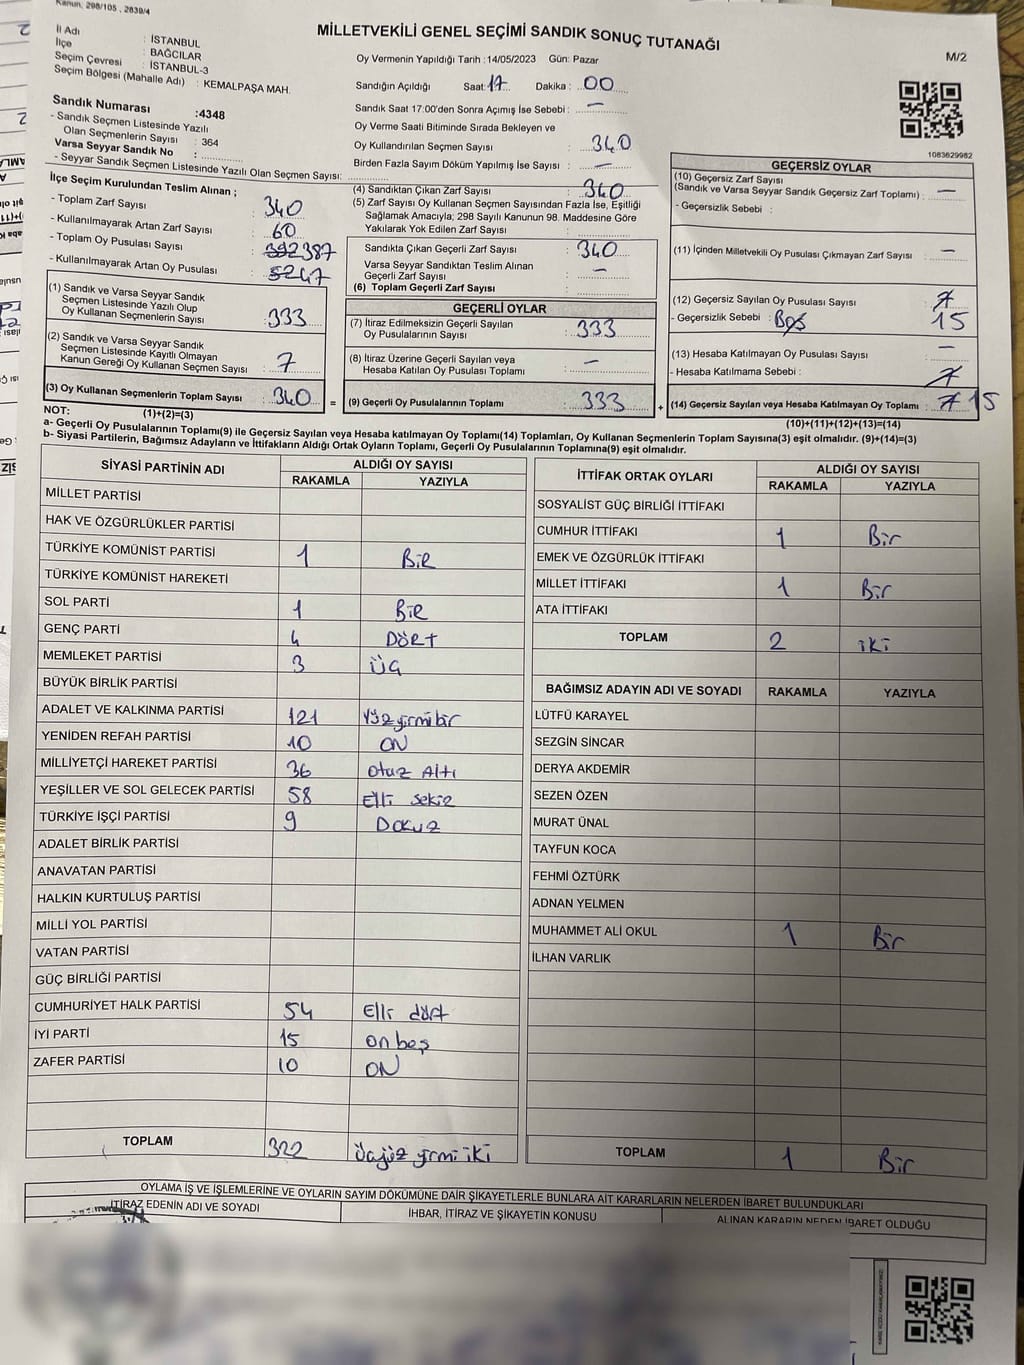 Kanun, 298/105 , 2839/4
MİLLETVEKİLİ GENEL SEÇİMİ SANDIK SONUÇ TUTANAĞI
M/2
İl Adı : İSTANBUL
İlçe : BAĞCILAR
Seçim Çevresi : İSTANBUL-3
Seçim Bölgesi (Mahalle Adı) : KEMALPAŞA MAH.
Oy Vermenin Yapıldığı Tarih : 14/05/2023 Gün: Pazar
Sandığın Açıldığı Saat: 17 Dakika : 00
Sandık Saat 17:00'den Sonra Açımış İse Sebebi : —
Oy Verme Saati Bitiminde Sırada Bekleyen ve
Oy Kullandırılan Seçmen Sayısı : 340
Birden Fazla Sayım Döküm Yapılmış İse Sayısı : —
Sandık Numarası :4348
- Sandık Seçmen Listesinde Yazılı
Olan Seçmenlerin Sayısı : 364
Varsa Seyyar Sandık No :
- Seyyar Sandık Seçmen Listesinde Yazılı Olan Seçmen Sayısı:
1083629982
İlçe Seçim Kurulundan Teslim Alınan ;
- Toplam Zarf Sayısı : 340
- Kullanılmayarak Artan Zarf Sayısı : 60
- Toplam Oy Pusulası Sayısı : 392 387
- Kullanılmayarak Artan Oy Pusulası : 52 47
(1) Sandık ve Varsa Seyyar Sandık
Seçmen Listesinde Yazılı Olup
Oy Kullanan Seçmenlerin Sayısı : 333
(2) Sandık ve Varsa Seyyar Sandık
Seçmen Listesinde Kayıtlı Olmayan
Kanun Gereği Oy Kullanan Seçmen Sayısı : 7
(3) Oy Kullanan Seçmenlerin Toplam Sayısı : 340
(4) Sandıktan Çıkan Zarf Sayısı : 340
(5) Zarf Sayısı Oy Kullanan Seçmen Sayısından Fazla İse, Eşitliği
Sağlamak Amacıyla; 298 Sayılı Kanunun 98. Maddesine Göre
Yakılarak Yok Edilen Zarf Sayısı :
Sandıkta Çıkan Geçerli Zarf Sayısı : 340
Varsa Seyyar Sandıktan Teslim Alınan
Geçerli Zarf Sayısı : —
(6) Toplam Geçerli Zarf Sayısı :
GEÇERLİ OYLAR
(7) İtiraz Edilmeksizin Geçerli Sayılan
Oy Pusulalarının Sayısı : 333
(8) İtiraz Üzerine Geçerli Sayılan veya
Hesaba Katılan Oy Pusulası Toplamı : —
= (9) Geçerli Oy Pusulalarının Toplamı : 333 +
GEÇERSİZ OYLAR
(10) Geçersiz Zarf Sayısı
(Sandık ve Varsa Seyyar Sandık Geçersiz Zarf Toplamı) : —
- Geçersizlik Sebebi :
(11) İçinden Milletvekili Oy Pusulası Çıkmayan Zarf Sayısı : —
(12) Geçersiz Sayılan Oy Pusulası Sayısı : 7
- Geçersizlik Sebebi : Boş 15
(13) Hesaba Katılmayan Oy Pusulası Sayısı : —
- Hesaba Katılmama Sebebi : 7
(14) Geçersiz Sayılan veya Hesaba Katılmayan Oy Toplamı : 7 15
NOT: (1)+(2)=(3)
(10)+(11)+(12)+(13)=(14)
a- Geçerli Oy Pusulalarının Toplamı(9) ile Geçersiz Sayılan veya Hesaba katılmayan Oy Toplamı(14) Toplamları, Oy Kullanan Seçmenlerin Toplam Sayısına(3) eşit olmalıdır. (9)+(14)=(3)
b- Siyasi Partilerin, Bağımsız Adayların ve İttifakların Aldığı Ortak Oyların Toplamı, Geçerli Oy Pusulalarının Toplamına(9) eşit olmalıdır.
SİYASİ PARTİNİN ADI ALDIĞI OY SAYISI
RAKAMLA YAZIYLA
MİLLET PARTİSİ
HAK VE ÖZGÜRLÜKLER PARTİSİ
TÜRKİYE KOMÜNİST PARTİSİ 1 BİR
TÜRKİYE KOMÜNİST HAREKETİ
SOL PARTİ 1 BİR
GENÇ PARTİ 4 DÖRT
MEMLEKET PARTİSİ 3 ÜÇ
BÜYÜK BİRLİK PARTİSİ
ADALET VE KALKINMA PARTİSİ 121 Yüzyirmibir
YENİDEN REFAH PARTİSİ 10 ON
MİLLİYETÇİ HAREKET PARTİSİ 36 Otuz Altı
YEŞİLLER VE SOL GELECEK PARTİSİ 58 Elli sekiz
TÜRKİYE İŞÇİ PARTİSİ 9 Dokuz
ADALET BİRLİK PARTİSİ
ANAVATAN PARTİSİ
HALKIN KURTULUŞ PARTİSİ
MİLLİ YOL PARTİSİ
VATAN PARTİSİ
GÜÇ BİRLİĞİ PARTİSİ
CUMHURİYET HALK PARTİSİ 54 Elli dört
İYİ PARTİ 15 on beş
ZAFER PARTİSİ 10 ON
TOPLAM 322 Üçyüz yirmi iki
İTTİFAK ORTAK OYLARI ALDIĞI OY SAYISI
RAKAMLA YAZIYLA
SOSYALİST GÜÇ BİRLİĞİ İTTİFAKI
CUMHUR İTTİFAKI 1 Bir
EMEK VE ÖZGÜRLÜK İTTİFAKI
MİLLET İTTİFAKI 1 Bir
ATA İTTİFAKI
TOPLAM 2 iki
BAĞIMSIZ ADAYIN ADI VE SOYADI RAKAMLA YAZIYLA
LÜTFÜ KARAYEL
SEZGİN SİNCAR
DERYA AKDEMİR
SEZEN ÖZEN
MURAT ÜNAL
TAYFUN KOCA
FEHMİ ÖZTÜRK
ADNAN YELMEN
MUHAMMET ALİ OKUL 1 Bir
İLHAN VARLIK
TOPLAM 1 Bir
OYLAMA İŞ VE İŞLEMLERİNE VE OYLARIN SAYIM DÖKÜMÜNE DAİR ŞİKAYETLERLE BUNLARA AİT KARARLARIN NELERDEN İBARET BULUNDUKLARI
İTİRAZ EDENİN ADI VE SOYADI İHBAR, İTİRAZ VE ŞİKAYETİN KONUSU ALINAN KARARIN NEDEN İBARET OLDUĞU